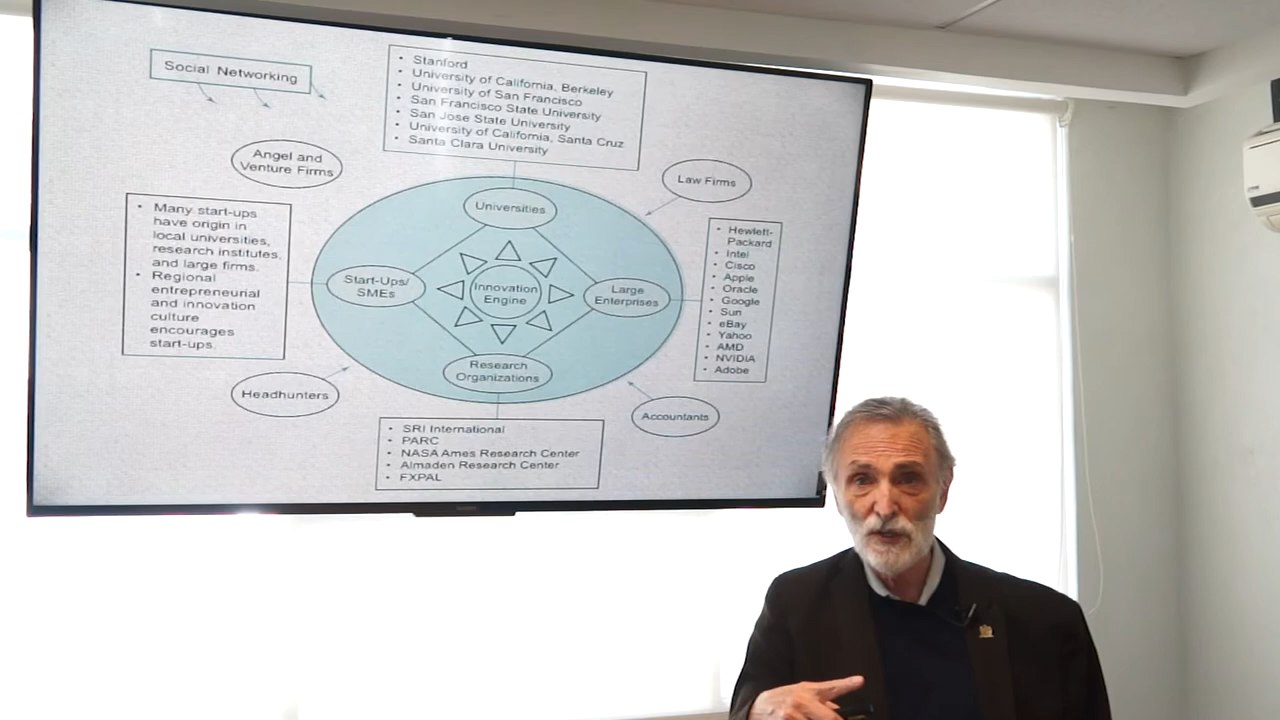 Social Networking
• Stanford
• University of California, Berkeley
• University of San Francisco
• San Francisco State University
• San Jose State University
• University of California, Santa Cruz
• Santa Clara University
Angel and
Venture Firms
Law Firms
Universities
• Many start-ups
have origin in
local universities,
research institutes,
and large firms.
• Regional
entrepreneurial
and innovation
culture
encourages
start-ups.
Start-Ups/
SMEs
Innovation
Engine
Large
Enterprises
• Hewlett-
Packard
• Intel
• Cisco
• Apple
• Oracle
• Google
• Sun
• eBay
• Yahoo
• AMD
• NVIDIA
• Adobe
Research
Organizations
Headhunters
Accountants
• SRI International
• PARC
• NASA Ames Research Center
• Almaden Research Center
• FXPAL